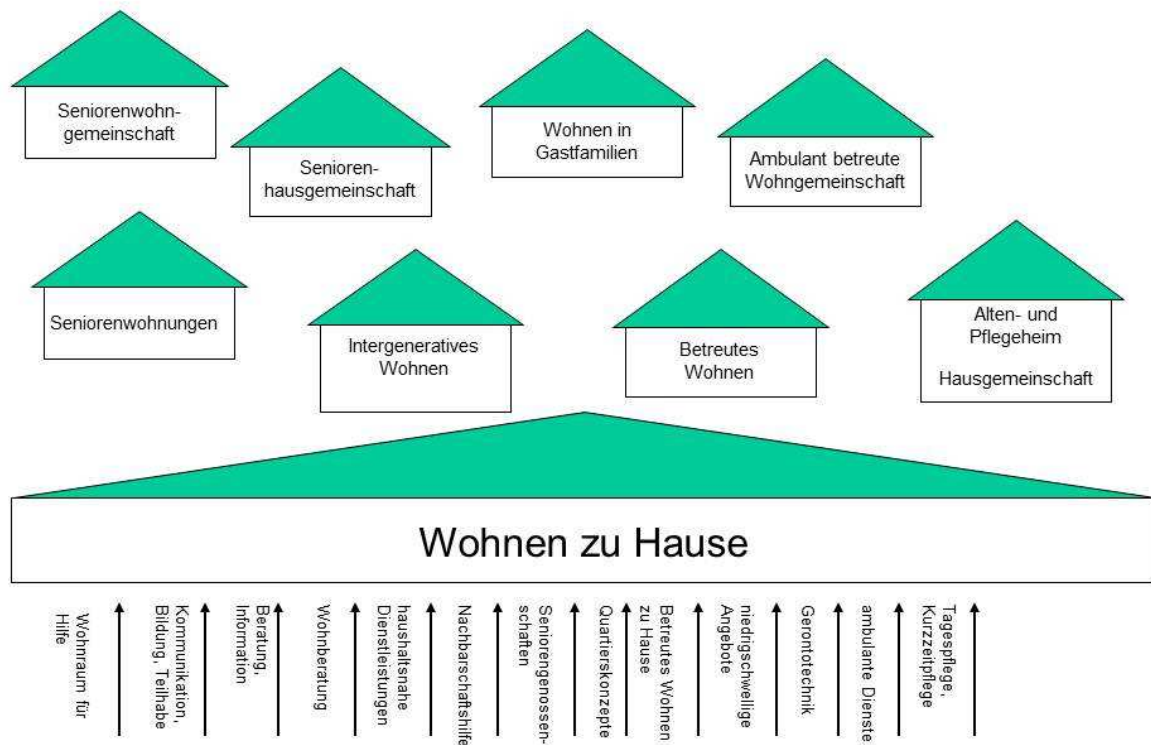 Seniorenwohn-
gemeinschaft
Senioren-
hausgemeinschaft
Wohnen in
Gastfamilien
Ambulant betreute
Wohngemeinschaft
Seniorenwohnungen
Intergeneratives
Wohnen
Betreutes
Wohnen
Alten- und
Pflegeheim
Hausgemeinschaft
Wohnen zu Hause
Wohnraum für
Hilfe
Kommunikation,
Bildung, Teilhabe
Beratung,
Information
Wohnberatung
haushaltsnahe
Dienstleistungen
Nachbarschaftshilfe
Seniorengenossen-
schaften
Quartierskonzepte
Betreutes Wohnen
zu Hause
niedrigschwellige
Angebote
Gerontotechnik
ambulante Dienste
Tagespflege,
Kurzzeitpflege